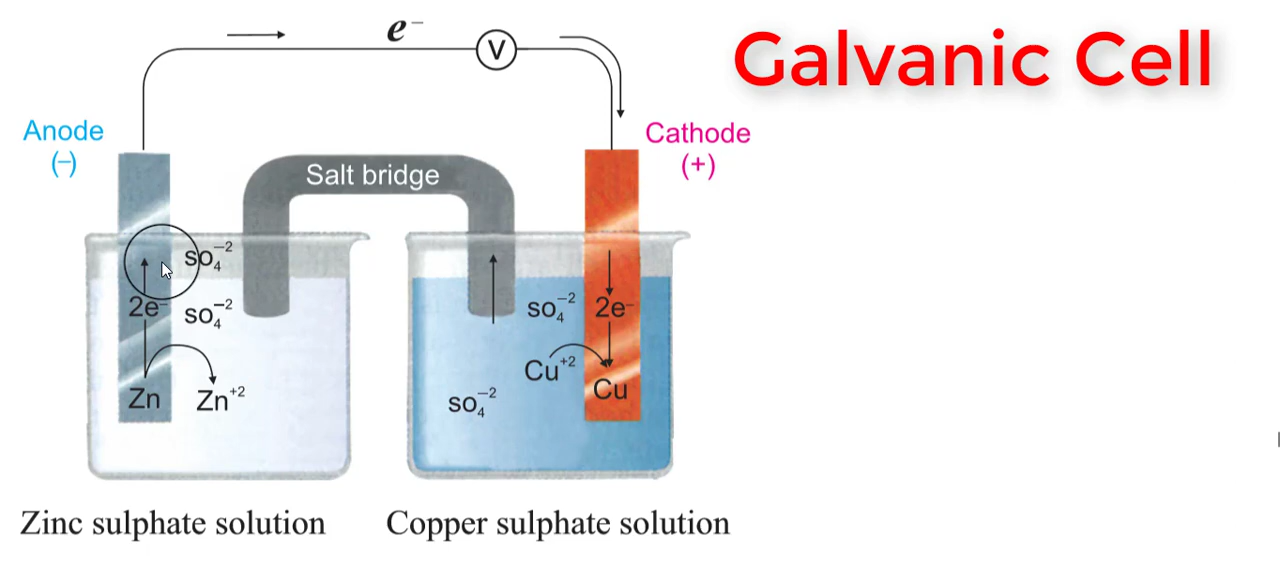 e⁻
V
Galvanic Cell
Anode
(−)
Cathode
(+)
Salt bridge
so₄⁻²
2e⁻
so₄⁻²
Zn
Zn⁺²
so₄⁻²
2e⁻
Cu⁺²
Cu
so₄⁻²
Zinc sulphate solution
Copper sulphate solution